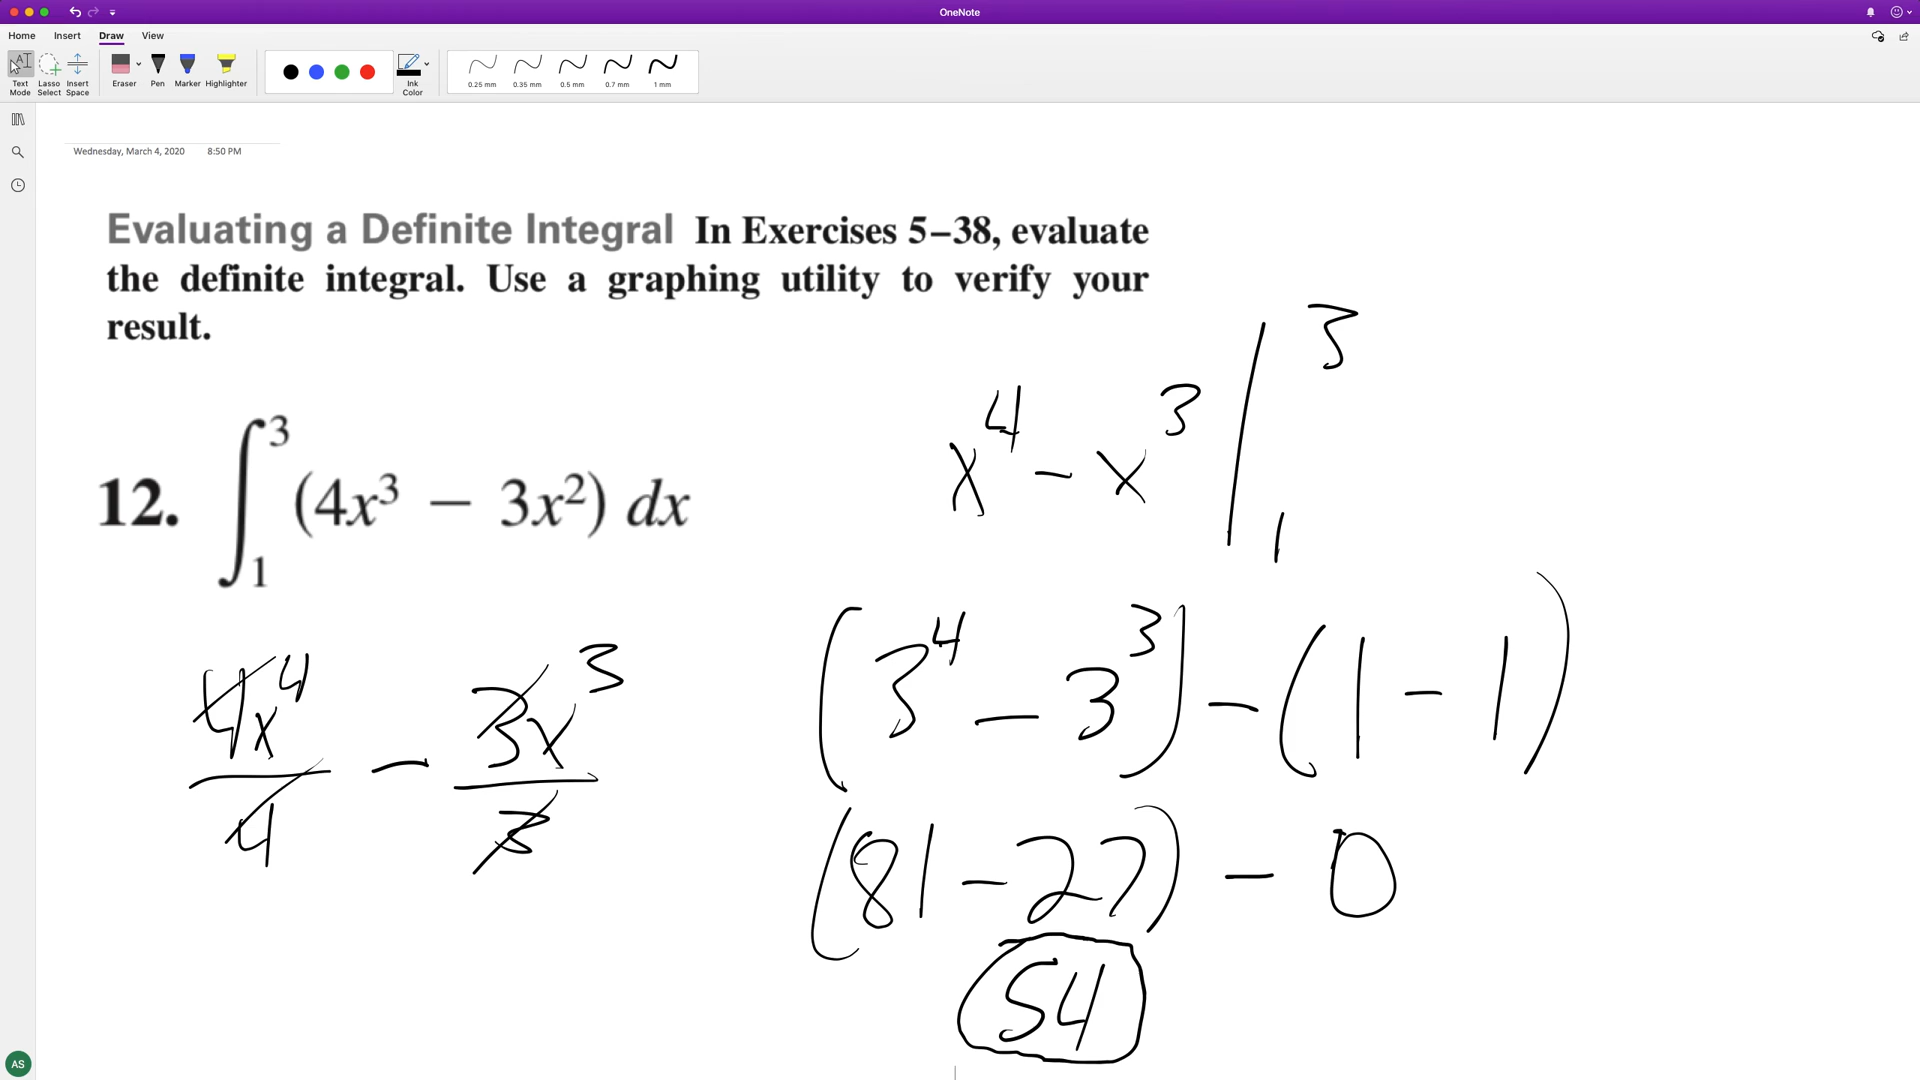 OneNote
Home Insert Draw View
Text Mode
Lasso Select
Insert Space
Eraser
Pen
Marker
Highlighter
Ink Color
0.25 mm 0.35 mm 0.5 mm 0.7 mm 1 mm
Wednesday, March 4, 2020 8:50 PM
Evaluating a Definite Integral In Exercises 5–38, evaluate
the definite integral. Use a graphing utility to verify your
result.
12. ∫₁³ (4x³ − 3x²) dx
4x⁴/4 − 3x³/3
x⁴ − x³ |₁³
(3⁴ − 3³) − (1 − 1)
(81 − 27) − 0
54
AS